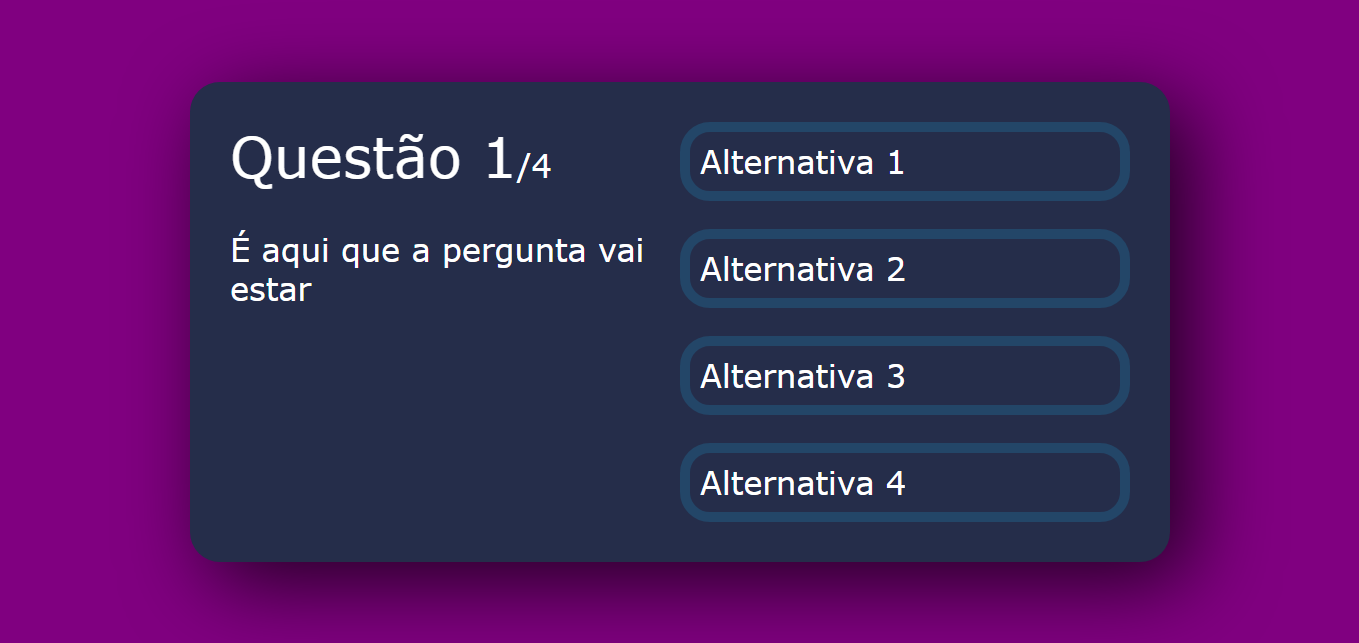 Questão 1/4
É aqui que a pergunta vai
estar
Alternativa 1
Alternativa 2
Alternativa 3
Alternativa 4